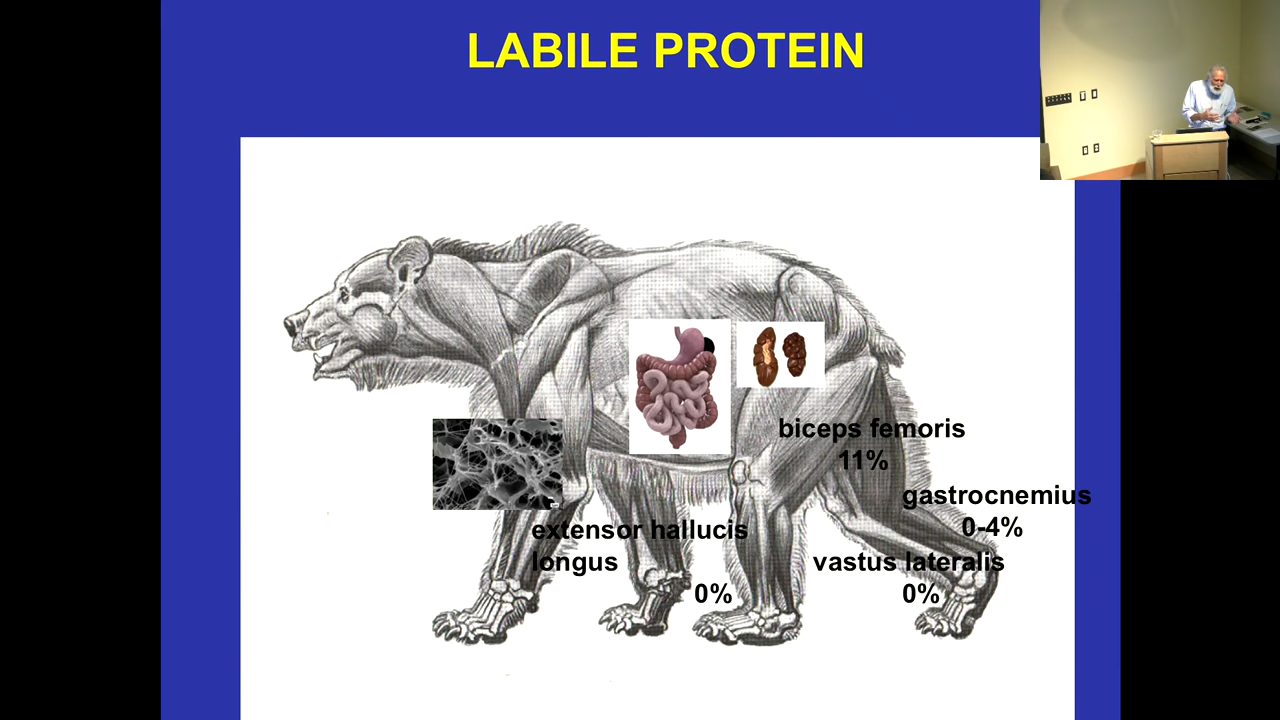 LABILE PROTEIN
biceps femoris
11%
gastrocnemius
0-4%
extensor hallucis
longus
0%
vastus lateralis
0%